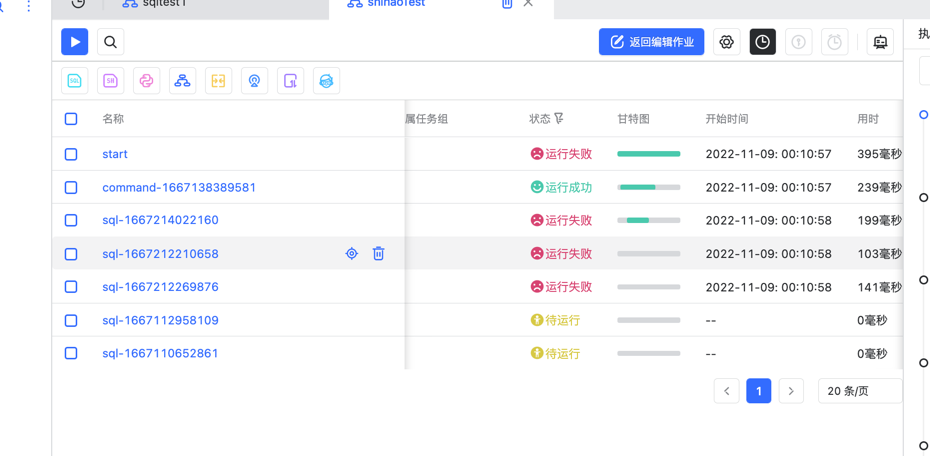 sqltest1
shihaoTest
返回编辑作业
执
SQL
名称 属任务组 状态 甘特图 开始时间 用时
start 运行失败 2022-11-09: 00:10:57 395毫秒
command-1667138389581 运行成功 2022-11-09: 00:10:57 239毫秒
sql-1667214022160 运行失败 2022-11-09: 00:10:58 199毫秒
sql-1667212210658 运行失败 2022-11-09: 00:10:58 103毫秒
sql-1667212269876 运行失败 2022-11-09: 00:10:58 141毫秒
sql-1667112958109 待运行 -- 0毫秒
sql-1667110652861 待运行 -- 0毫秒
1 20 条/页